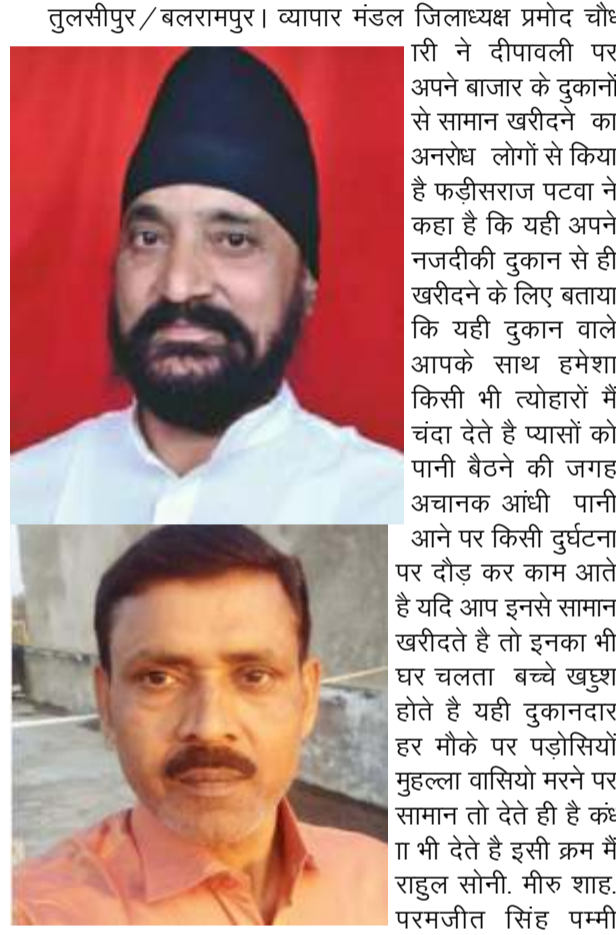 तुलसीपुर/बलरामपुर। व्यापार मंडल जिलाध्यक्ष प्रमोद चौध
ारी ने दीपावली पर
अपने बाजार के दुकानों
से सामान खरीदने का
अनरोध लोगों से किया
है फड़ीसराज पटवा ने
कहा है कि यही अपने
नजदीकी दुकान से ही
खरीदने के लिए बताया
कि यही दुकान वाले
आपके साथ हमेशा
किसी भी त्योहारों मैं
चंदा देते है प्यासों को
पानी बैठने की जगह
अचानक आंधी पानी
आने पर किसी दुर्घटना
पर दौड़ कर काम आते
है यदि आप इनसे सामान
खरीदते है तो इनका भी
घर चलता बच्चे खघुश
होते है यही दुकानदार
हर मौके पर पड़ोसियों
मुहल्ला वासियो मरने पर
सामान तो देते ही है कंध
ा भी देते है इसी क्रम मैं
राहुल सोनी. मीरु शाह.
परमजीत सिंह पम्मी